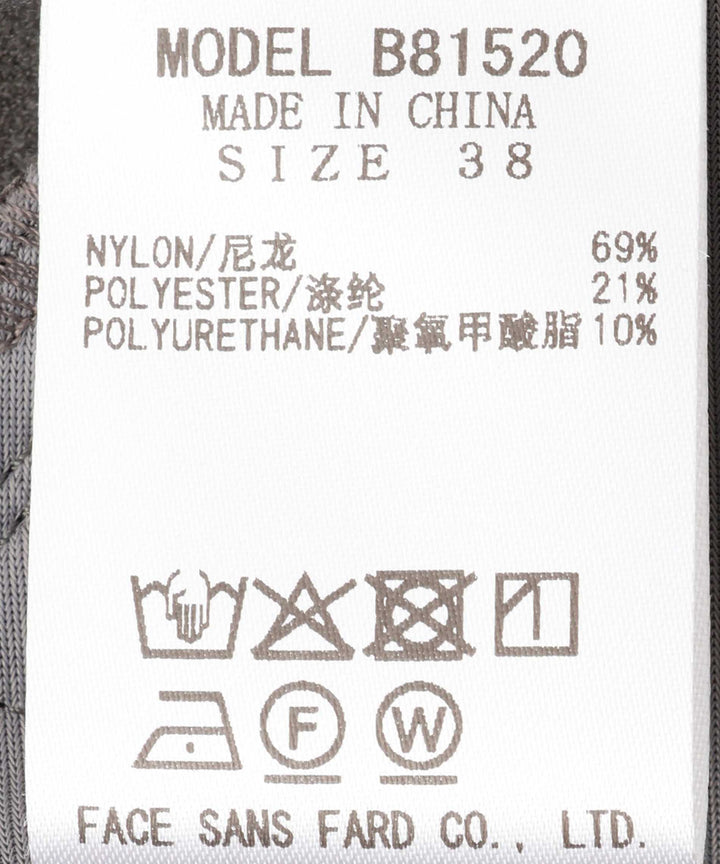 MODEL B81520
MADE IN CHINA
SIZE 38
NYLON/尼龙 69%
POLYESTER/涤纶 21%
POLYURETHANE/聚氧甲酸脂 10%
F W
FACE SANS FARD CO., LTD.